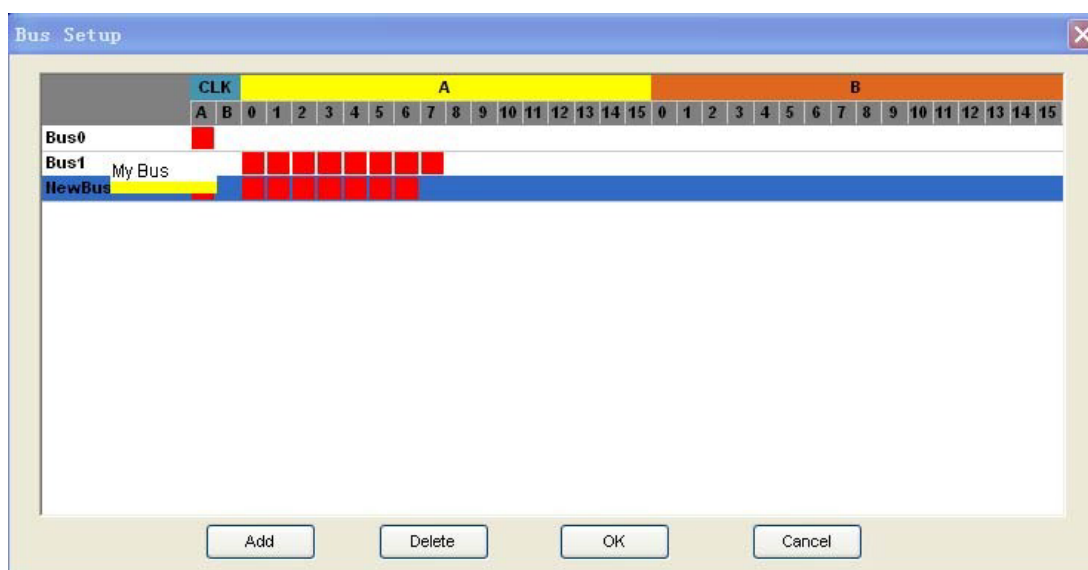 Bus Setup
CLK A B
A B 0 1 2 3 4 5 6 7 8 9 10 11 12 13 14 15 0 1 2 3 4 5 6 7 8 9 10 11 12 13 14 15
Bus0
Bus1
My Bus
NewBus
Add Delete OK Cancel